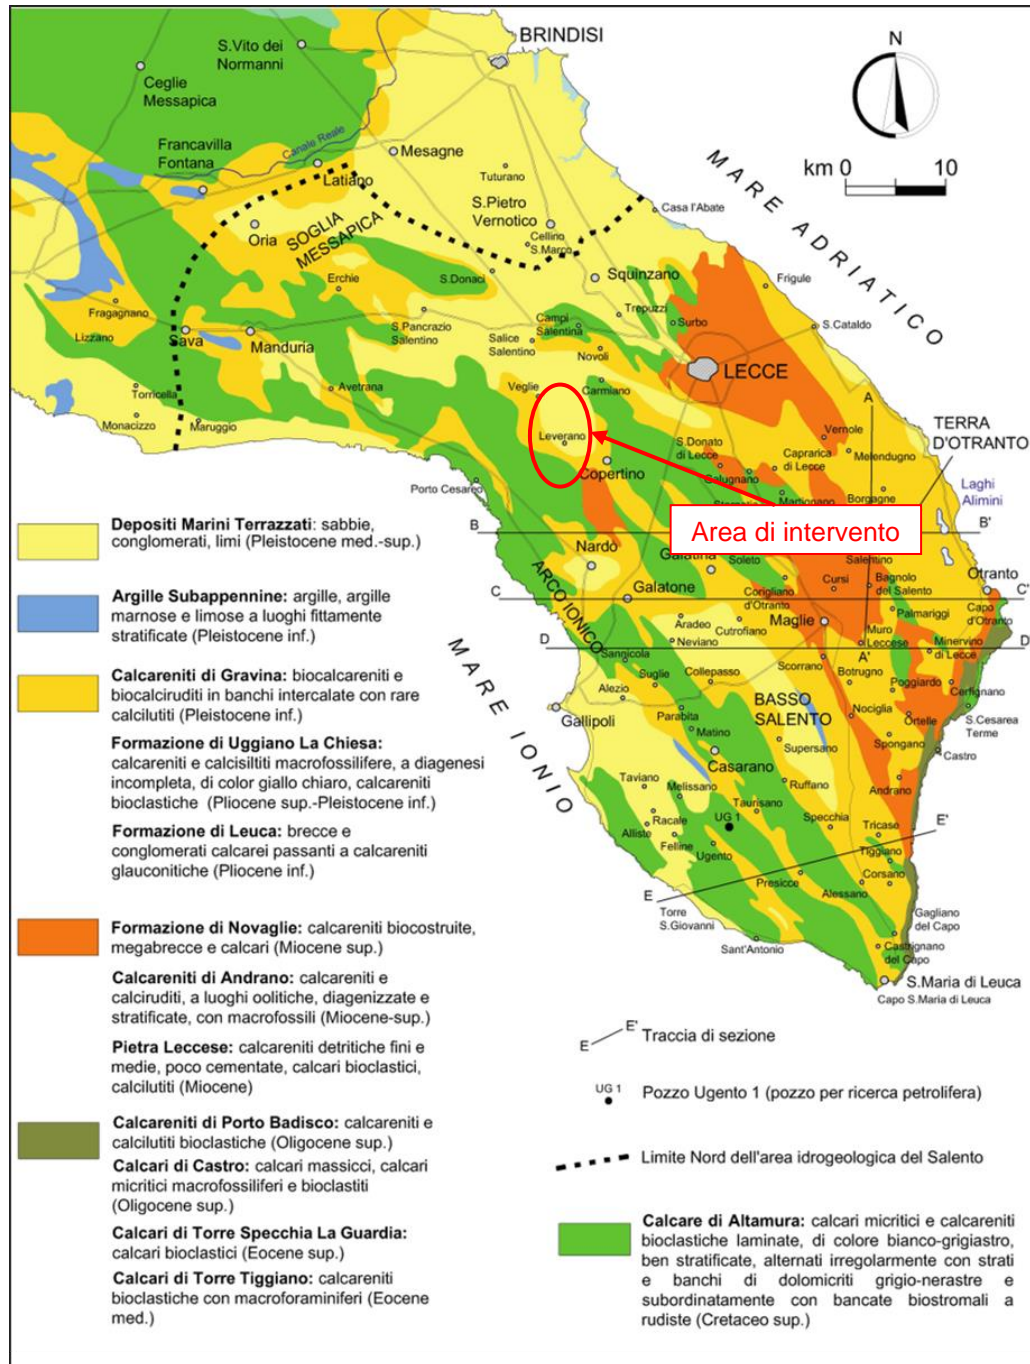 BRINDISI
S.Vito dei
Normanni
Ceglie
Messapica
N
Francavilla
Fontana
Canale Reale
Mesagne
Latiano
Tuturano
km 0 10
MARE ADRIATICO
S.Pietro
Vernotico
Casa l'Abate
Oria
SOGLIA
MESSAPICA
Cellino
S.Marco
S.Donaci
Squinzano
Erchie
Frigule
Fragagnano
Trepuzzi
Surbo
S.Cataldo
Lizzano
Sava
Manduria
S.Pancrazio
Salentino
Campi
Salentina
Salice
Salentino
Novoli
LECCE
Torricella
Avetrana
Veglie
Carmiano
A
Monacizzo
Maruggio
Leverano
Vernole
TERRA
D'OTRANTO
S.Donato
di Lecce
Caprarica
di Lecce
Melendugno
Copertino
Galugnano
Porto Cesareo
Martignano
Borgagne
Laghi
Alimini
Area di intervento
B
B'
Nardo
Soleto
Salentino
Otranto
Galatone
Corigliano
d'Otranto
Cursi
Bagnolo
del Salento
C
C'
ARCO IONICO
Aradeo
Cutrofiano
Maglie
Palmariggi
Capo
d'Otranto
D
Neviano
Muro
Leccese
Minervino
di Lecce
D'
A'
Sannicola
Scorrano
Suglie
Collepasso
Botrugno
Poggiardo
Cerfignano
MARE IONIO
Alezio
BASSO
SALENTO
Gallipoli
Parabita
Nociglia
Ortelle
S.Cesarea
Terme
Matino
Supersano
Spongano
Castro
Casarano
Taviano
Melissano
Ruffano
Andrano
Taurisano
Racale
UG 1
Specchia
Tricase
E'
Alliste
Felline
Ugento
Tiggiano
Presicce
Corsano
Alessano
E
Torre
S.Giovanni
Gagliano
del Capo
Sant'Antonio
Castrignano
del Capo
S.Maria di Leuca
Capo S.Maria di Leuca
Depositi Marini Terrazzati: sabbie,
conglomerati, limi (Pleistocene med.-sup.)
Argille Subappennine: argille, argille
marnose e limose a luoghi fittamente
stratificate (Pleistocene inf.)
Calcareniti di Gravina: biocalcareniti e
biocalciruditi in banchi intercalate con rare
calcilutiti (Pleistocene inf.)
Formazione di Uggiano La Chiesa:
calcareniti e calcisiltiti macrofossilifere, a diagenesi
incompleta, di color giallo chiaro, calcareniti
bioclastiche (Pliocene sup.-Pleistocene inf.)
Formazione di Leuca: brecce e
conglomerati calcarei passanti a calcareniti
glauconitiche (Pliocene inf.)
Formazione di Novaglie: calcareniti biocostruite,
megabrecce e calcari (Miocene sup.)
Calcareniti di Andrano: calcareniti e
calciruditi, a luoghi oolitiche, diagenizzate e
stratificate, con macrofossili (Miocene-sup.)
Pietra Leccese: calcareniti detritiche fini e
medie, poco cementate, calcari bioclastici,
calcilutiti (Miocene)
Calcareniti di Porto Badisco: calcareniti e
calcilutiti bioclastiche (Oligocene sup.)
Calcari di Castro: calcari massicci, calcari
micritici macrofossiliferi e bioclastiti
(Oligocene sup.)
Calcari di Torre Specchia La Guardia:
calcari bioclastici (Eocene sup.)
Calcari di Torre Tiggiano: calcareniti
bioclastiche con macroforaminiferi (Eocene
med.)
E E' Traccia di sezione
UG 1 Pozzo Ugento 1 (pozzo per ricerca petrolifera)
Limite Nord dell'area idrogeologica del Salento
Calcare di Altamura: calcari micritici e calcareniti
bioclastiche laminate, di colore bianco-grigiastro,
ben stratificate, alternati irregolarmente con strati
e banchi di dolomicriti grigio-nerastre e
subordinatamente con bancate biostromali a
rudiste (Cretaceo sup.)